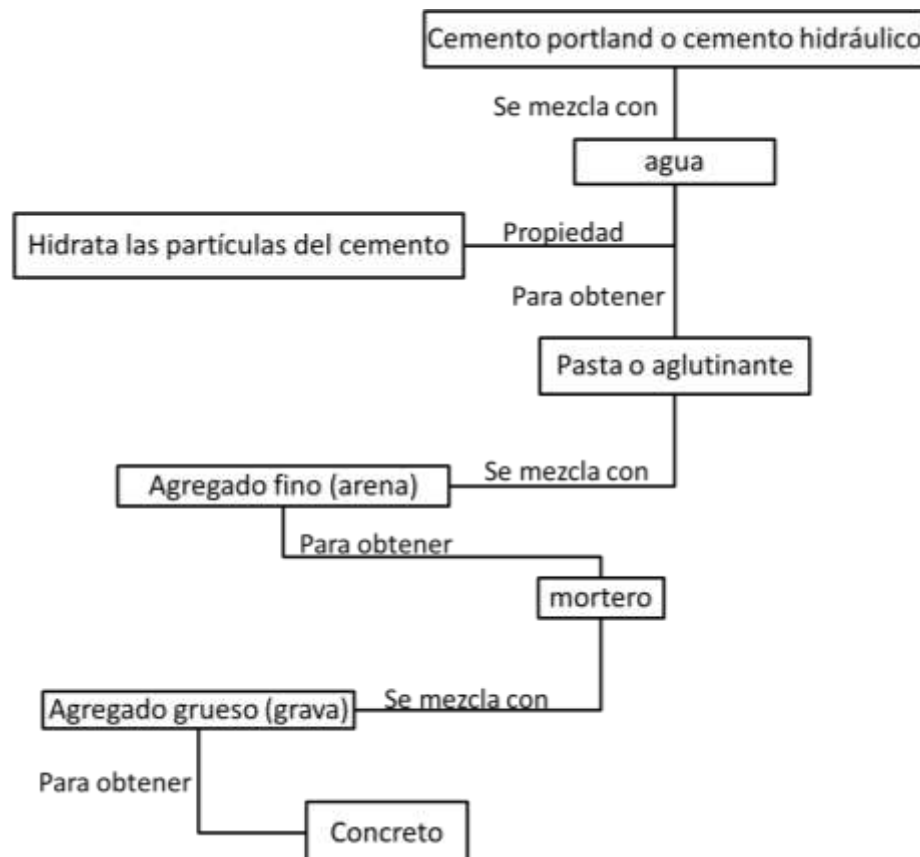 Cemento portland o cemento hidráulico
Se mezcla con
agua
Propiedad
Hidrata las partículas del cemento
Para obtener
Pasta o aglutinante
Se mezcla con
Agregado fino (arena)
Para obtener
mortero
Se mezcla con
Agregado grueso (grava)
Para obtener
Concreto